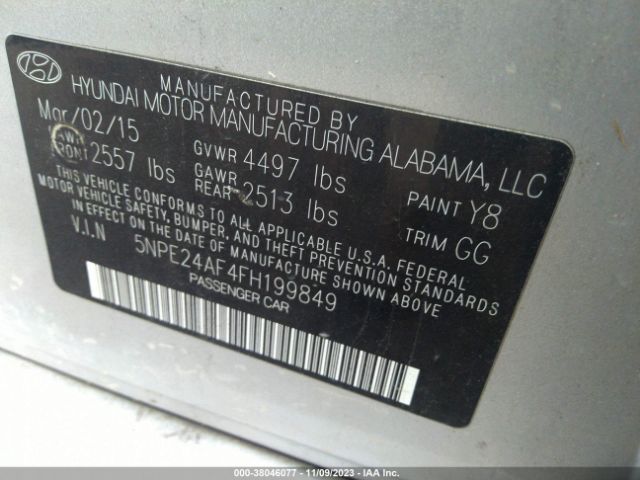 MANUFACTURED BY
HYUNDAI MOTOR MANUFACTURING ALABAMA, LLC
Mar/02/15
GAWR FRONT 2557 lbs GVWR 4497 lbs
GAWR REAR 2513 lbs PAINT Y8
THIS VEHICLE CONFORMS TO ALL APPLICABLE U.S. FEDERAL
MOTOR VEHICLE SAFETY, BUMPER, AND THEFT PREVENTION STANDARDS
IN EFFECT ON THE DATE OF MANUFACTURE SHOWN ABOVE
TRIM GG
V.I.N 5NPE24AF4FH199849
PASSENGER CAR
000-38046077 - 11/09/2023 -